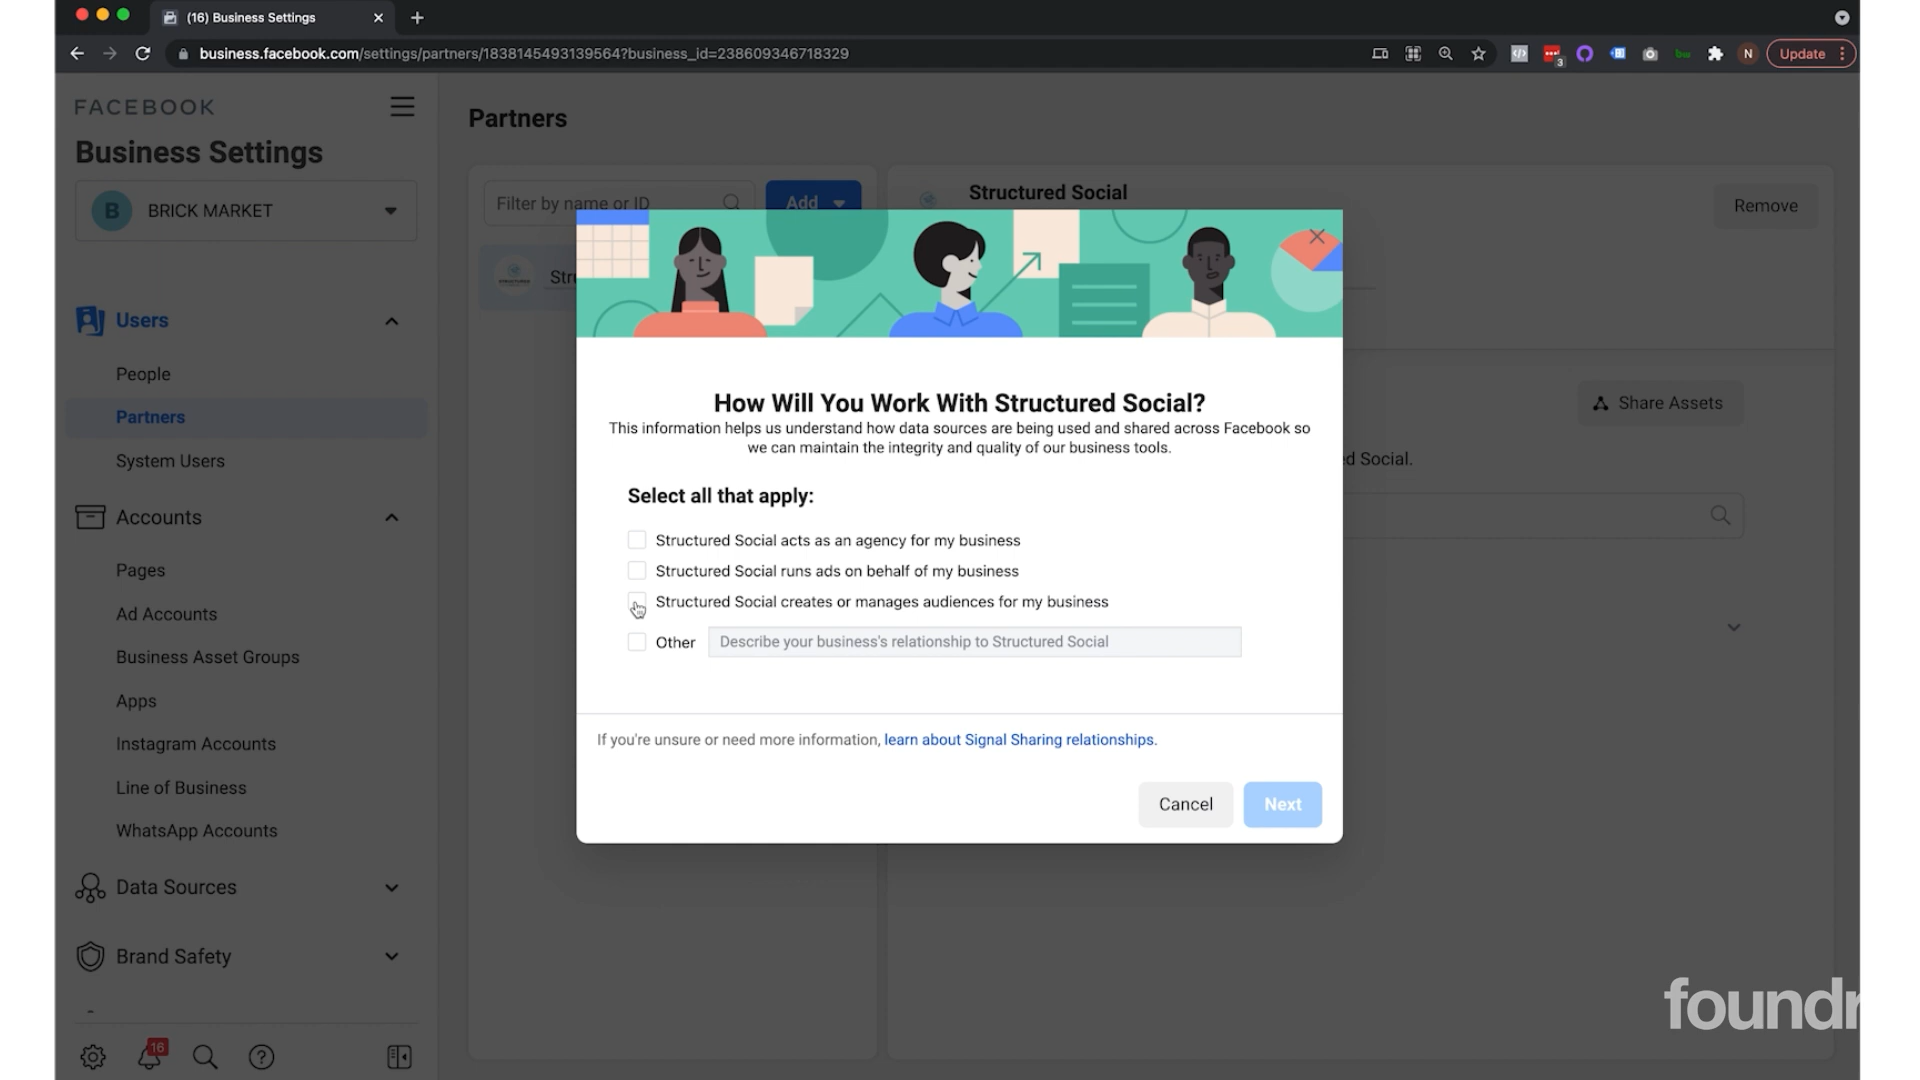 (16) Business Settings
business.facebook.com/settings/partners/1838145493139564?business_id=238609346718329
3
N
Update
FACEBOOK
Business Settings
B
BRICK MARKET
Users
People
Partners
System Users
Accounts
Pages
Ad Accounts
Business Asset Groups
Apps
Instagram Accounts
Line of Business
WhatsApp Accounts
Data Sources
Brand Safety
16
Partners
Filter by name or ID
Add
Structured Social
Remove
Share Assets
d Social.
How Will You Work With Structured Social?
This information helps us understand how data sources are being used and shared across Facebook so
we can maintain the integrity and quality of our business tools.
Select all that apply:
Structured Social acts as an agency for my business
Structured Social runs ads on behalf of my business
Structured Social creates or manages audiences for my business
Other
Describe your business's relationship to Structured Social
If you're unsure or need more information, learn about Signal Sharing relationships.
Cancel
Next
foundr